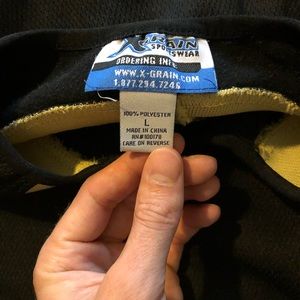 X-GRAIN
SPORTSWEAR
ORDERING INFO
WWW.X-GRAIN.COM
1.877.294.7246
100% POLYESTER
L
MADE IN CHINA
RN#100178
CARE ON REVERSE